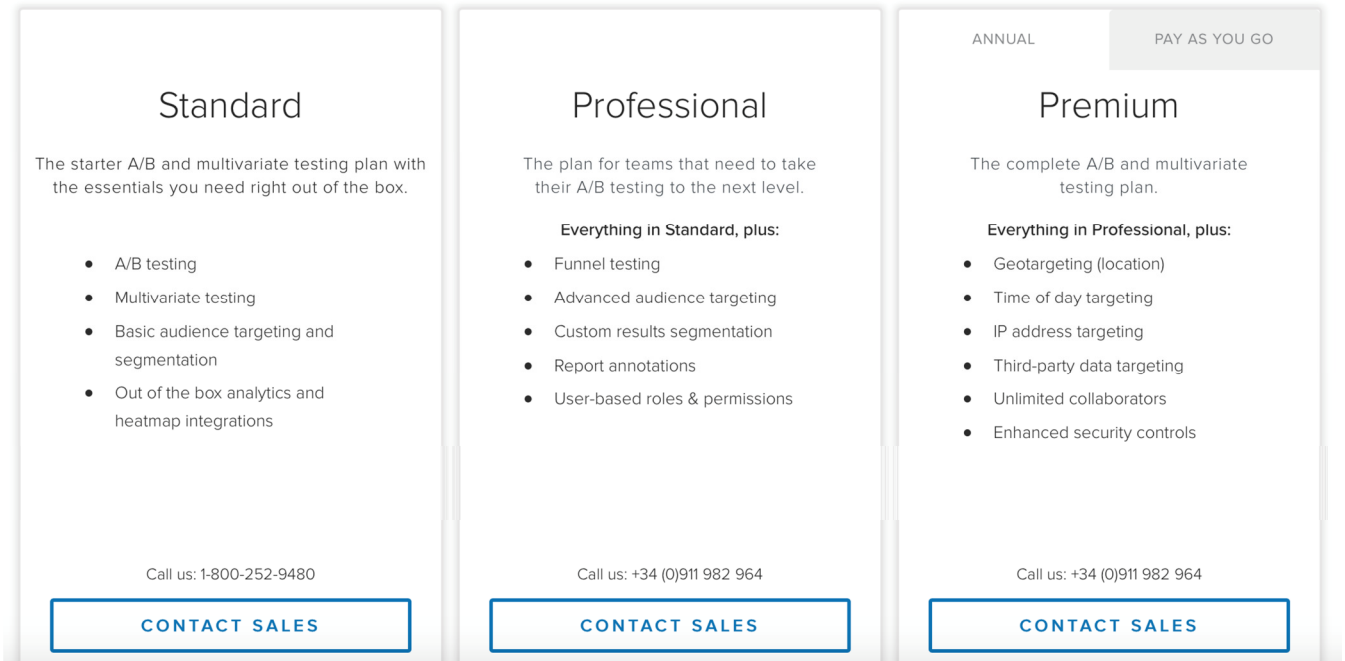 Standard
The starter A/B and multivariate testing plan with
the essentials you need right out of the box.
● A/B testing
● Multivariate testing
● Basic audience targeting and
segmentation
● Out of the box analytics and
heatmap integrations
Call us: 1-800-252-9480
CONTACT SALES
Professional
The plan for teams that need to take
their A/B testing to the next level.
Everything in Standard, plus:
● Funnel testing
● Advanced audience targeting
● Custom results segmentation
● Report annotations
● User-based roles & permissions
Call us: +34 (0)911 982 964
CONTACT SALES
ANNUAL
PAY AS YOU GO
Premium
The complete A/B and multivariate
testing plan.
Everything in Professional, plus:
● Geotargeting (location)
● Time of day targeting
● IP address targeting
● Third-party data targeting
● Unlimited collaborators
● Enhanced security controls
Call us: +34 (0)911 982 964
CONTACT SALES